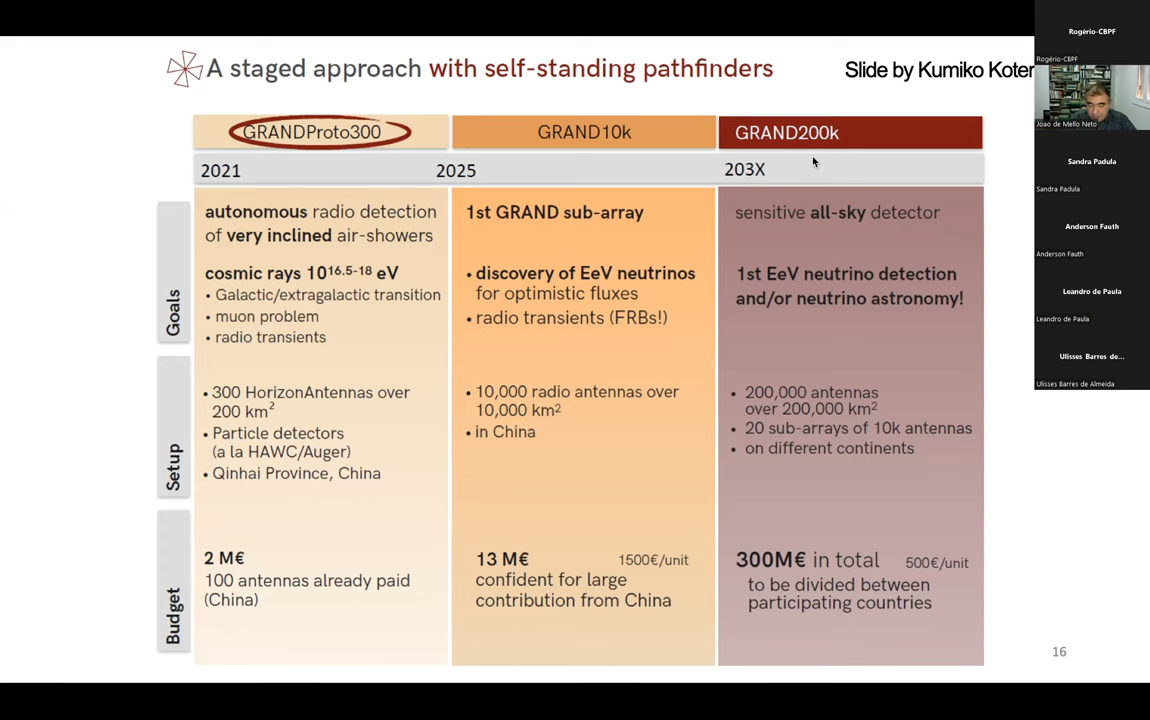 A staged approach with self-standing pathfinders
Slide by Kumiko Koter
GRANDProto300
GRAND10k
GRAND200k
2021
2025
203X
Goals
autonomous radio detection
of very inclined air-showers
cosmic rays 10^16.5-18 eV
• Galactic/extragalactic transition
• muon problem
• radio transients
1st GRAND sub-array
• discovery of EeV neutrinos
for optimistic fluxes
• radio transients (FRBs!)
sensitive all-sky detector
1st EeV neutrino detection
and/or neutrino astronomy!
Setup
• 300 HorizonAntennas over
200 km²
• Particle detectors
(a la HAWC/Auger)
• Qinhai Province, China
• 10,000 radio antennas over
10,000 km²
• in China
• 200,000 antennas
over 200,000 km²
• 20 sub-arrays of 10k antennas
• on different continents
Budget
2 M€
100 antennas already paid
(China)
13 M€ 1500€/unit
confident for large
contribution from China
300M€ in total 500€/unit
to be divided between
participating countries
16
Rogério-CBPF
Rogério-CBPF
Joao de Mello Neto
Sandra Padula
Sandra Padula
Anderson Fauth
Anderson Fauth
Leandro de Paula
Leandro de Paula
Ulisses Barres de...
Ulisses Barres de Almeida